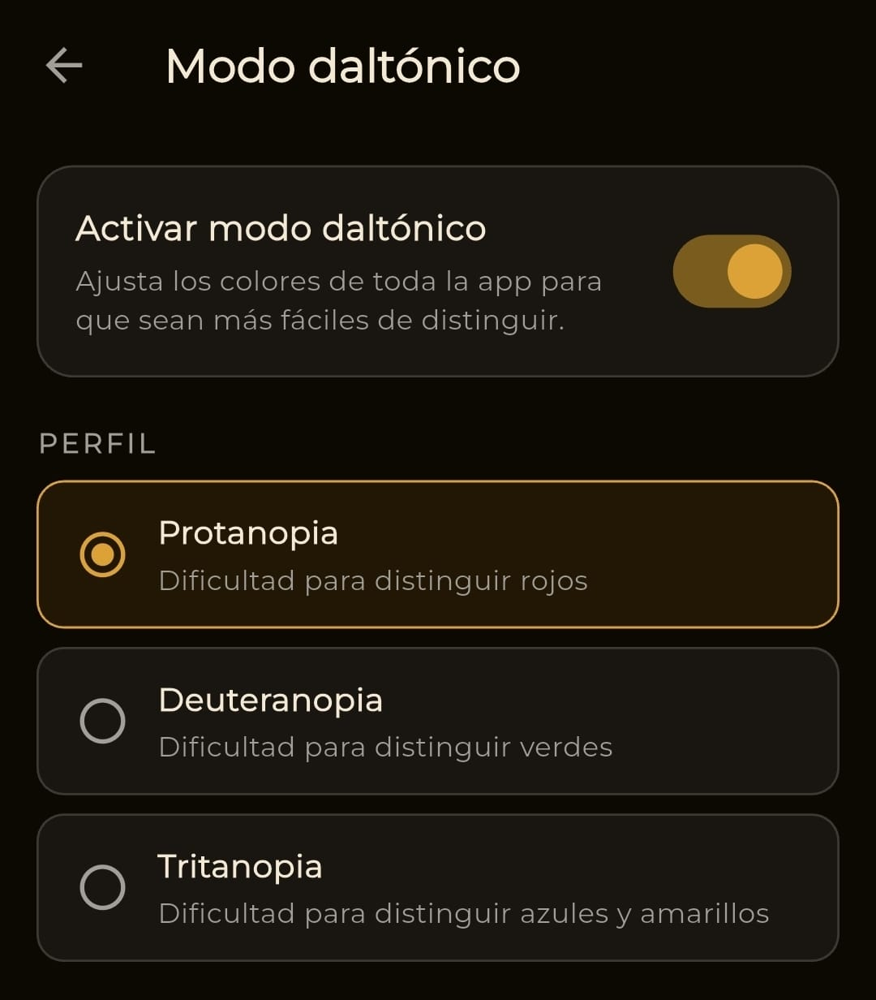 Modo daltónico
Activar modo daltónico
Ajusta los colores de toda la app para
que sean más fáciles de distinguir.
PERFIL
Protanopia
Dificultad para distinguir rojos
Deuteranopia
Dificultad para distinguir verdes
Tritanopia
Dificultad para distinguir azules y amarillos